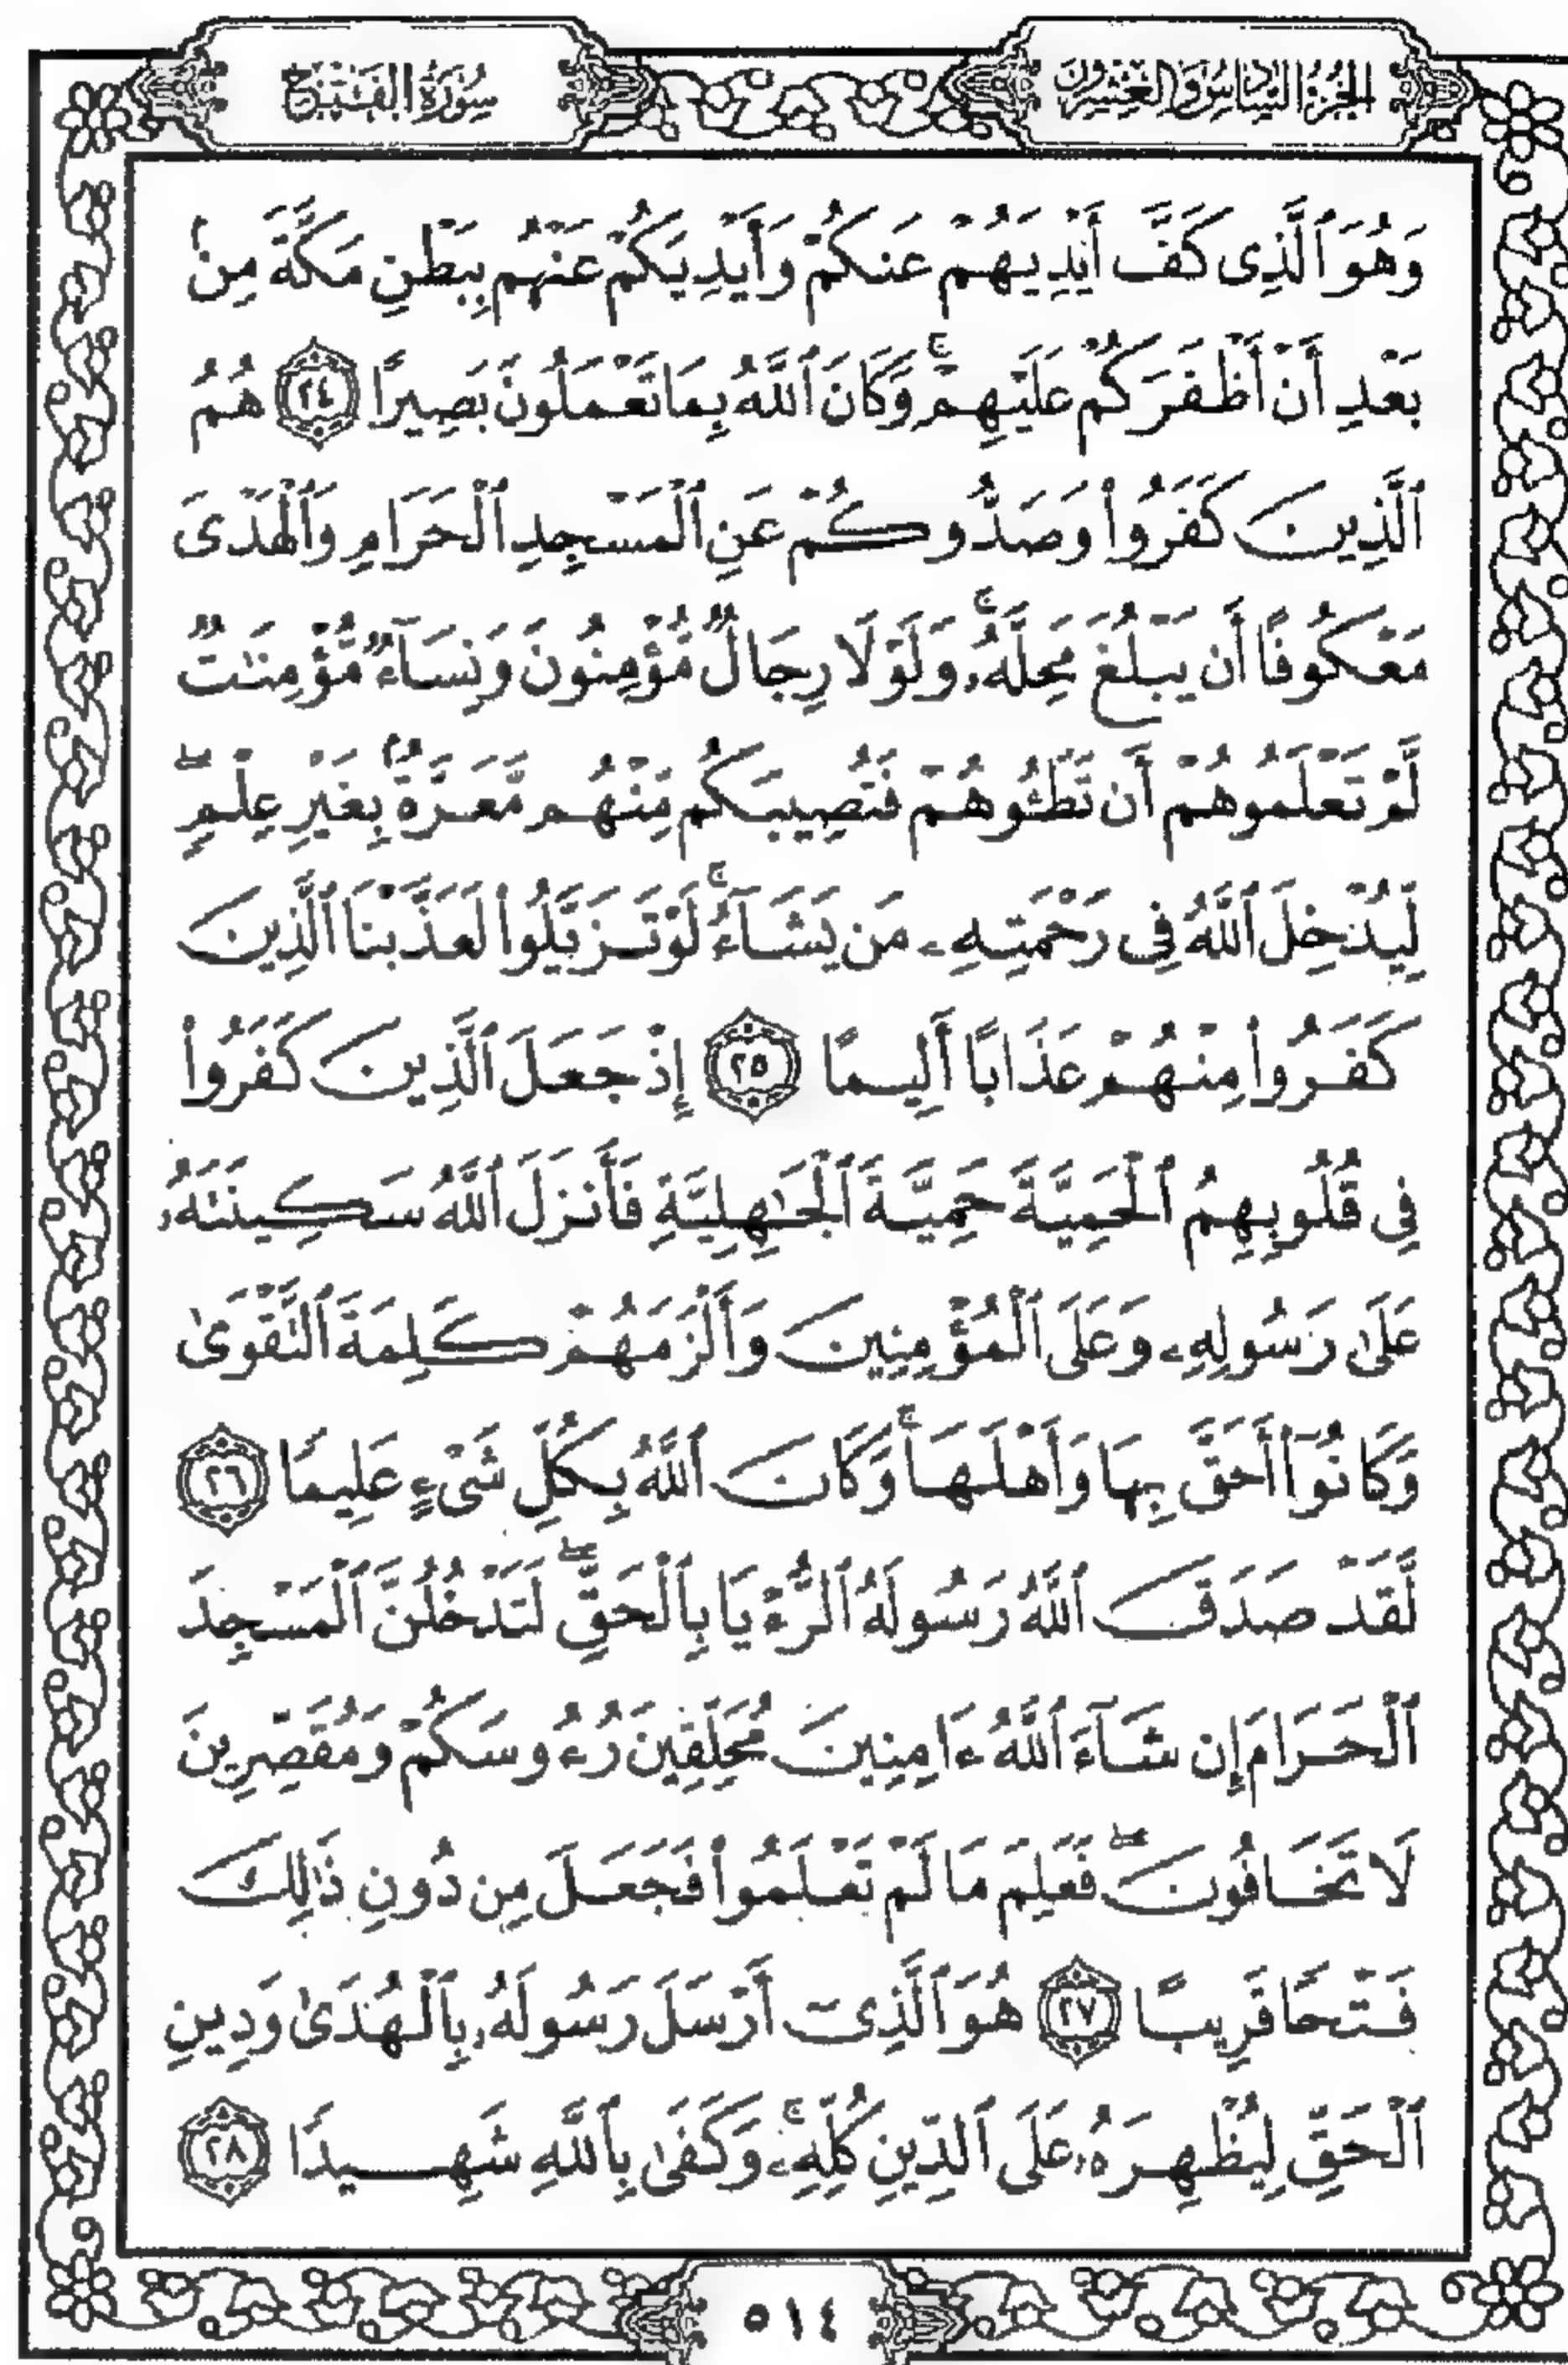 الجزء السادس والعشرون
سورة الفتح
وَهُوَ ٱلَّذِى كَفَّ أَيْدِيَهُمْ عَنكُمْ وَأَيْدِيَكُمْ عَنْهُم بِبَطْنِ مَكَّةَ مِنۢ
بَعْدِ أَنْ أَظْفَرَكُمْ عَلَيْهِمْ ۚ وَكَانَ ٱللَّهُ بِمَا تَعْمَلُونَ بَصِيرًا ٢٤ هُمُ
ٱلَّذِينَ كَفَرُوا۟ وَصَدُّوكُمْ عَنِ ٱلْمَسْجِدِ ٱلْحَرَامِ وَٱلْهَدْىَ
مَعْكُوفًا أَن يَبْلُغَ مَحِلَّهُۥ ۚ وَلَوْلَا رِجَالٌ مُّؤْمِنُونَ وَنِسَآءٌ مُّؤْمِنَـٰتٌ
لَّمْ تَعْلَمُوهُمْ أَن تَطَـُٔوهُمْ فَتُصِيبَكُم مِّنْهُم مَّعَرَّةٌۢ بِغَيْرِ عِلْمٍ ۖ
لِّيُدْخِلَ ٱللَّهُ فِى رَحْمَتِهِۦ مَن يَشَآءُ ۚ لَوْ تَزَيَّلُوا۟ لَعَذَّبْنَا ٱلَّذِينَ
كَفَرُوا۟ مِنْهُمْ عَذَابًا أَلِيمًا ٢٥ إِذْ جَعَلَ ٱلَّذِينَ كَفَرُوا۟
فِى قُلُوبِهِمُ ٱلْحَمِيَّةَ حَمِيَّةَ ٱلْجَـٰهِلِيَّةِ فَأَنزَلَ ٱللَّهُ سَكِينَتَهُۥ
عَلَىٰ رَسُولِهِۦ وَعَلَى ٱلْمُؤْمِنِينَ وَأَلْزَمَهُمْ كَلِمَةَ ٱلتَّقْوَىٰ
وَكَانُوٓا۟ أَحَقَّ بِهَا وَأَهْلَهَا ۚ وَكَانَ ٱللَّهُ بِكُلِّ شَىْءٍ عَلِيمًا ٢٦
لَّقَدْ صَدَقَ ٱللَّهُ رَسُولَهُ ٱلرُّءْيَا بِٱلْحَقِّ ۖ لَتَدْخُلُنَّ ٱلْمَسْجِدَ
ٱلْحَرَامَ إِن شَآءَ ٱللَّهُ ءَامِنِينَ مُحَلِّقِينَ رُءُوسَكُمْ وَمُقَصِّرِينَ
لَا تَخَافُونَ ۖ فَعَلِمَ مَا لَمْ تَعْلَمُوا۟ فَجَعَلَ مِن دُونِ ذَٰلِكَ
فَتْحًا قَرِيبًا ٢٧ هُوَ ٱلَّذِىٓ أَرْسَلَ رَسُولَهُۥ بِٱلْهُدَىٰ وَدِينِ
ٱلْحَقِّ لِيُظْهِرَهُۥ عَلَى ٱلدِّينِ كُلِّهِۦ ۚ وَكَفَىٰ بِٱللَّهِ شَهِيدًا ٢٨
٥١٤